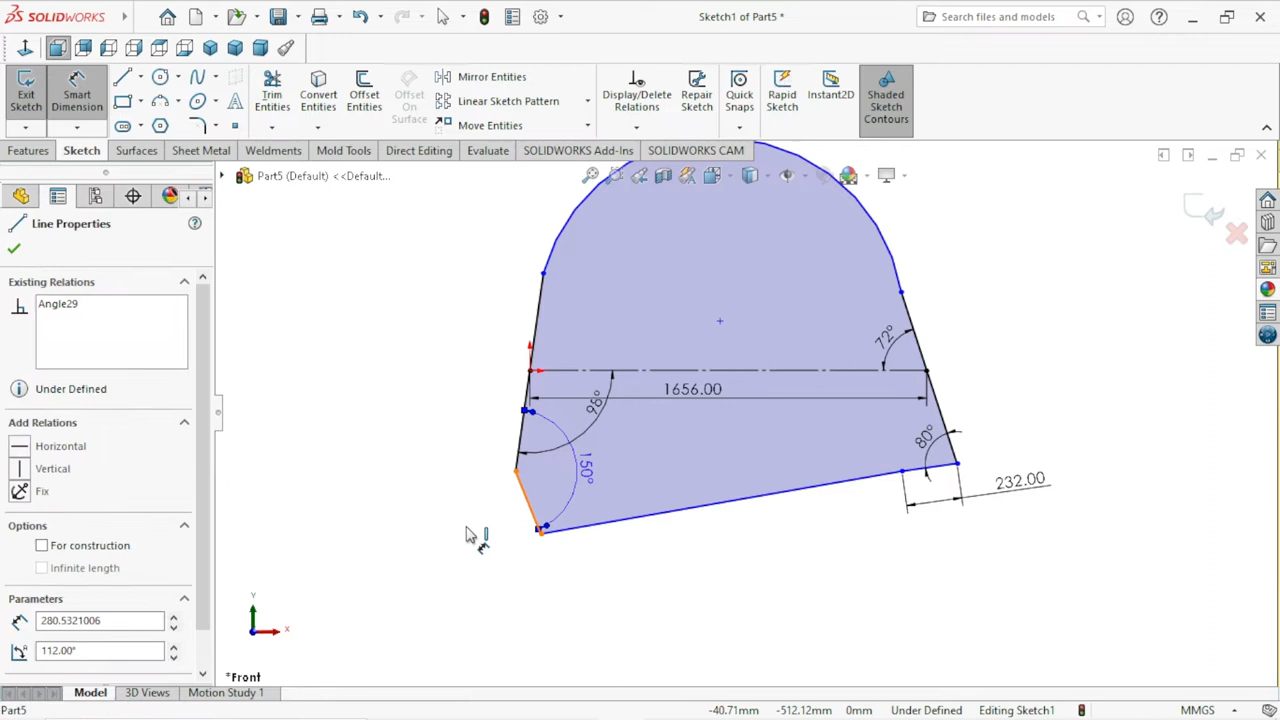 SOLIDWORKS
Sketch1 of Part5 *
Search files and models
Exit Sketch
Smart Dimension
Trim Entities
Convert Entities
Offset Entities
Offset On Surface
Mirror Entities
Linear Sketch Pattern
Move Entities
Display/Delete Relations
Repair Sketch
Quick Snaps
Rapid Sketch
Instant2D
Shaded Sketch Contours
Features
Sketch
Surfaces
Sheet Metal
Weldments
Mold Tools
Direct Editing
Evaluate
SOLIDWORKS Add-Ins
SOLIDWORKS CAM
Part5 (Default) <<Default...
Line Properties
Existing Relations
Angle29
Under Defined
Add Relations
Horizontal
Vertical
Fix
Options
For construction
Infinite length
Parameters
280.5321006
112.00°
72°
1656.00
98°
80°
150°
232.00
Y
X
*Front
Model
3D Views
Motion Study 1
Part5
-40.71mm
-512.12mm
0mm
Under Defined
Editing Sketch1
MMGS